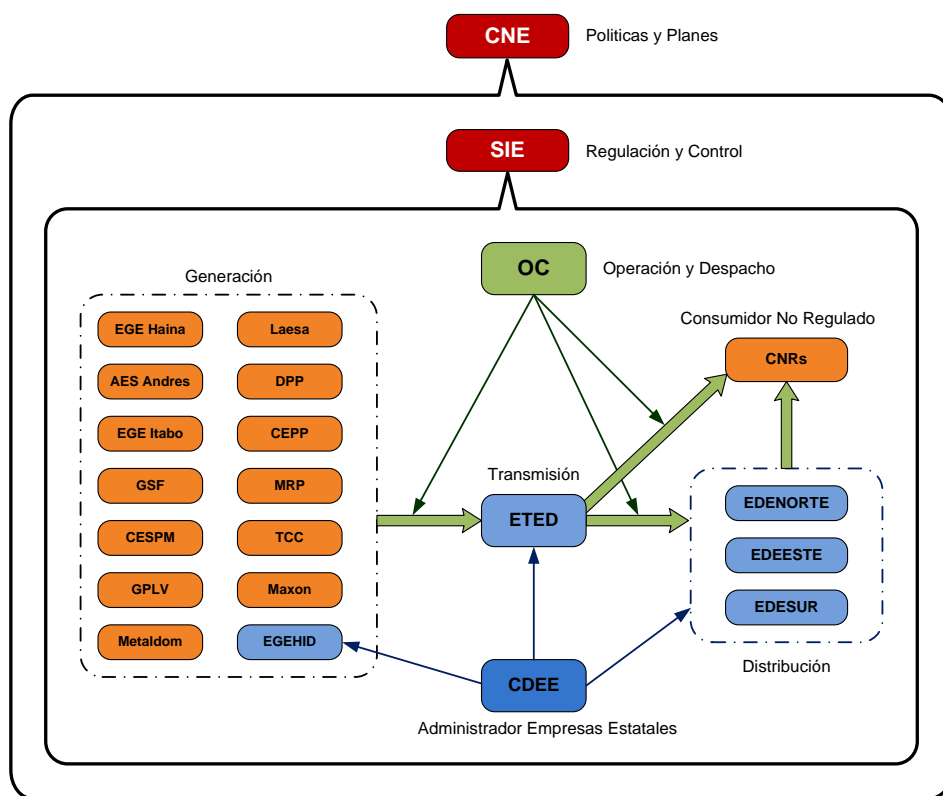 CNE
Politicas y Planes
SIE
Regulación y Control
OC
Operación y Despacho
Generación
Consumidor No Regulado
EGE Haina
Laesa
CNRs
AES Andres
DPP
EGE Itabo
CEPP
GSF
MRP
Transmisión
ETED
EDENORTE
CESPM
TCC
EDEESTE
GPLV
Maxon
EDESUR
Metaldom
EGEHID
Distribución
CDEE
Administrador Empresas Estatales